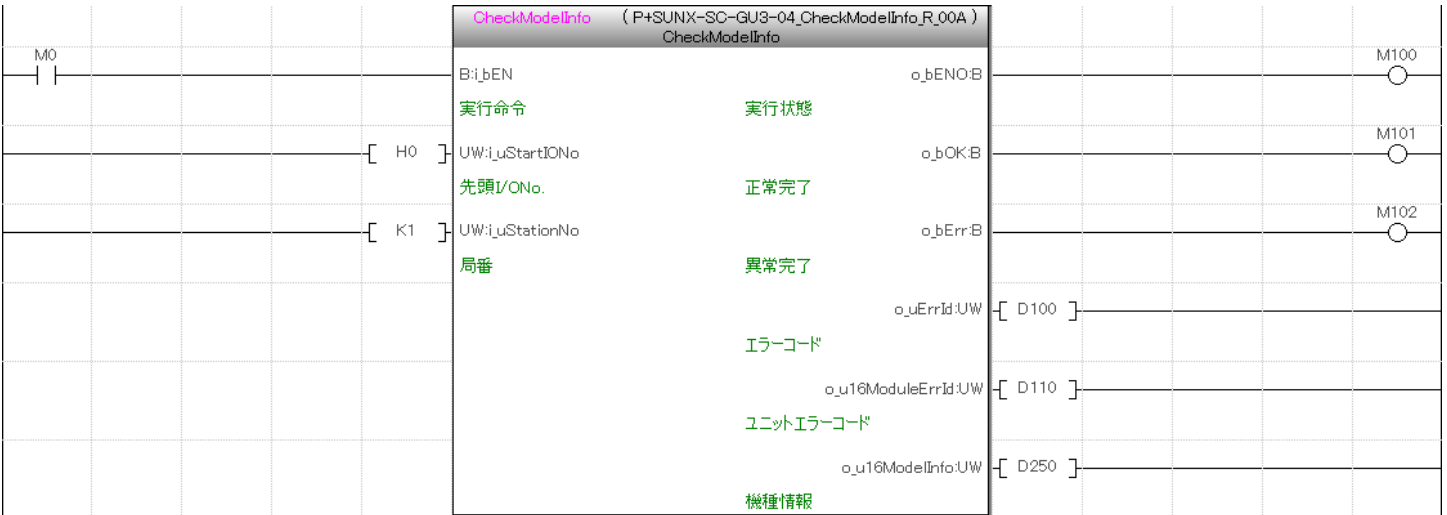 CheckModelInfo (P+SUNX-SC-GU3-04_CheckModelInfo_R_00A)
CheckModelInfo
M0 M100
B:i_bEN o_bENO:B
実行命令 実行状態
M101
H0 UW:i_uStartIONo o_bOK:B
先頭I/ONo. 正常完了
M102
K1 UW:i_uStationNo o_bErr:B
局番 異常完了
o_uErrId:UW D100
エラーコード
o_u16ModuleErrId:UW D110
ユニットエラーコード
o_u16ModelInfo:UW D250
機種情報